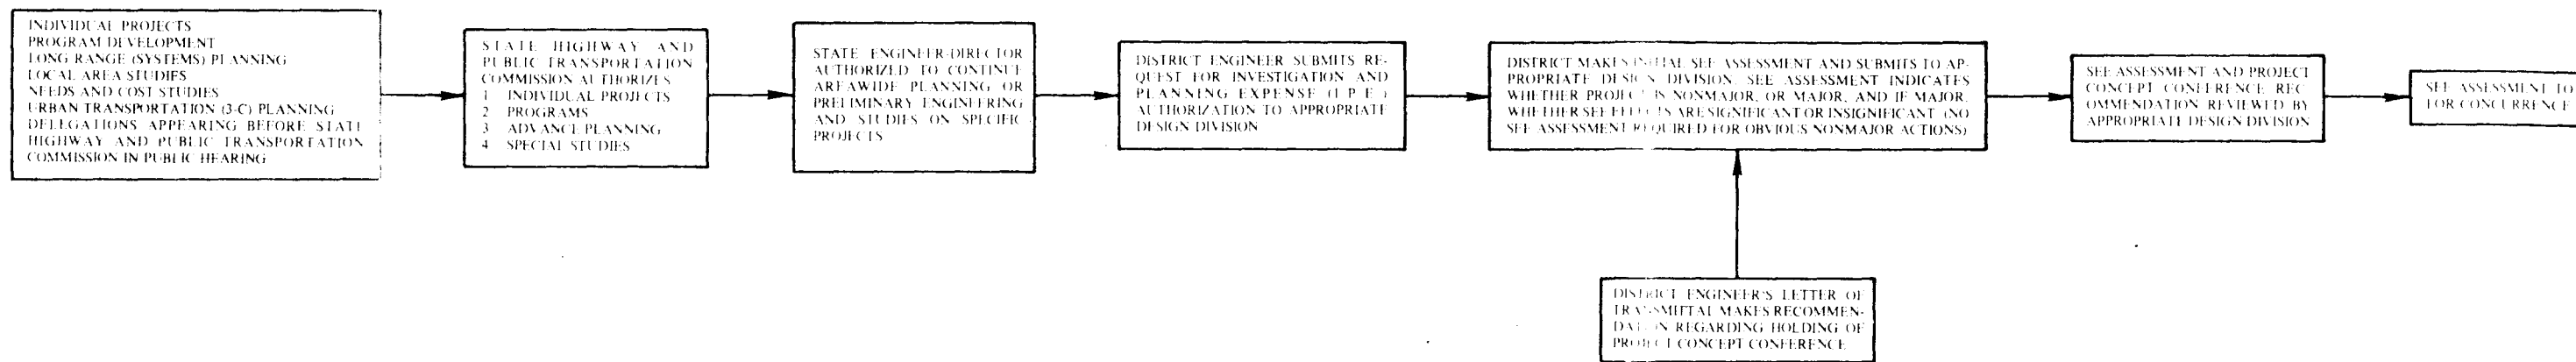 INDIVIDUAL PROJECTS
PROGRAM DEVELOPMENT
LONG RANGE (SYSTEMS) PLANNING
LOCAL AREA STUDIES
NEEDS AND COST STUDIES
URBAN TRANSPORTATION (3-C) PLANNING
DELEGATIONS APPEARING BEFORE STATE
HIGHWAY AND PUBLIC TRANSPORTATION
COMMISSION IN PUBLIC HEARING
STATE HIGHWAY AND
PUBLIC TRANSPORTATION
COMMISSION AUTHORIZES
1 INDIVIDUAL PROJECTS
2 PROGRAMS
3 ADVANCE PLANNING
4 SPECIAL STUDIES
STATE ENGINEER-DIRECTOR
AUTHORIZED TO CONTINUE
AREAWIDE PLANNING OR
PRELIMINARY ENGINEERING
AND STUDIES ON SPECIFIC
PROJECTS
DISTRICT ENGINEER SUBMITS RE-
QUEST FOR INVESTIGATION AND
PLANNING EXPENSE (I.P.E.)
AUTHORIZATION TO APPROPRIATE
DESIGN DIVISION
DISTRICT MAKES INITIAL SEE ASSESSMENT AND SUBMITS TO AP-
PROPRIATE DESIGN DIVISION. SEE ASSESSMENT INDICATES
WHETHER PROJECT IS NONMAJOR, OR MAJOR, AND IF MAJOR,
WHETHER SEE EFFECTS ARE SIGNIFICANT OR INSIGNIFICANT (NO
SEE ASSESSMENT REQUIRED FOR OBVIOUS NONMAJOR ACTIONS)
SEE ASSESSMENT AND PROJECT
CONCEPT CONFERENCE REC-
OMMENDATION REVIEWED BY
APPROPRIATE DESIGN DIVISION
SEE ASSESSMENT TO
FOR CONCURRENCE
DISTRICT ENGINEER'S LETTER OF
TRANSMITTAL MAKES RECOMMEN-
DATION REGARDING HOLDING OF
PROJECT CONCEPT CONFERENCE